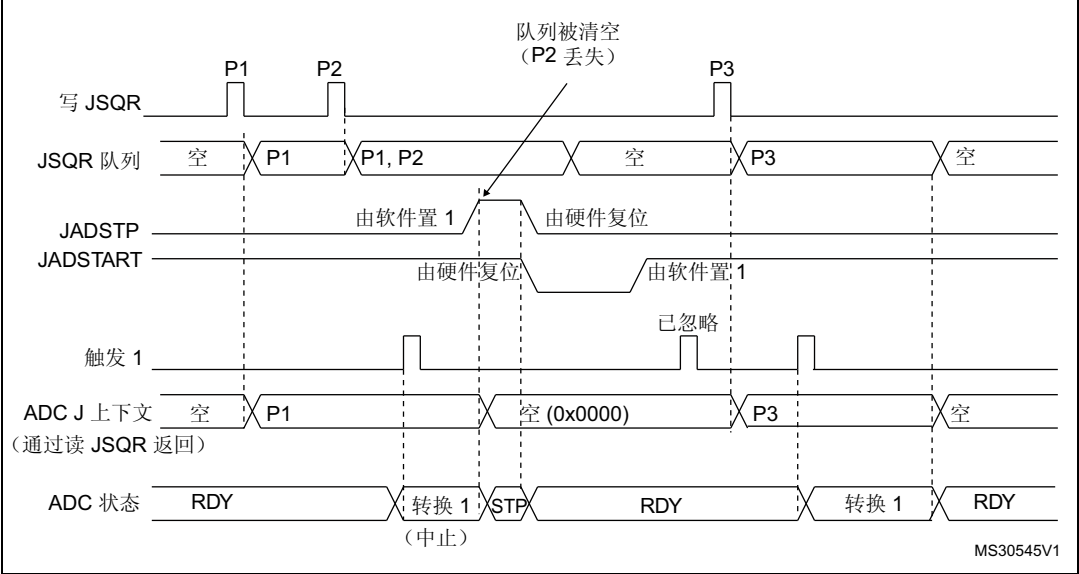 队列被清空
（P2 丢失）
P1
P2
P3
写 JSQR
JSQR 队列
空
P1
P1, P2
空
P3
空
由软件置 1
由硬件复位
JADSTP
JADSTART
由硬件复位
由软件置 1
已忽略
触发 1
ADC J 上下文
（通过读 JSQR 返回）
空
P1
空 (0x0000)
P3
空
ADC 状态
RDY
转换 1
（中止）
STP
RDY
转换 1
RDY
MS30545V1